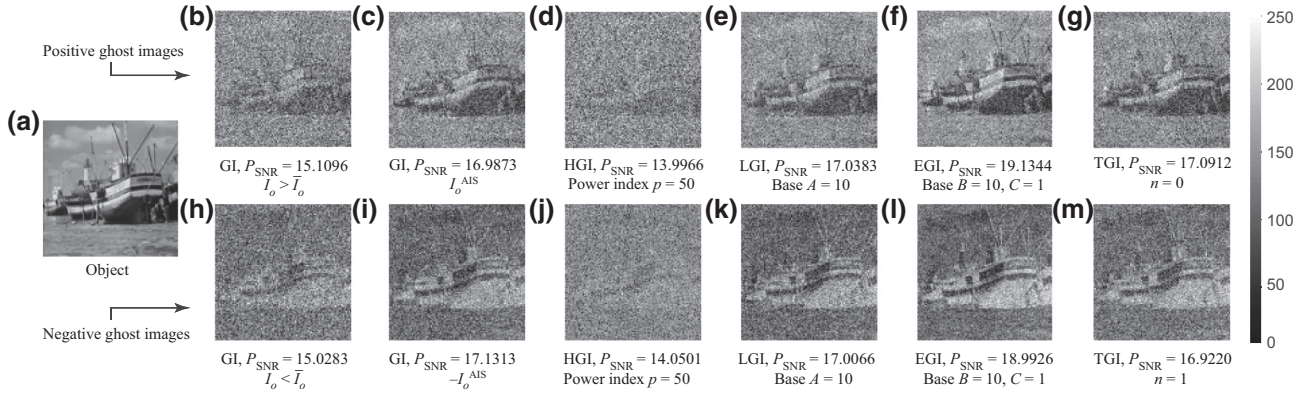 (b) (c) (d) (e) (f) (g)
Positive ghost images
(a)
Object
GI, P_SNR = 15.1096
I_o > Ī_o
GI, P_SNR = 16.9873
I_o^AIS
HGI, P_SNR = 13.9966
Power index p = 50
LGI, P_SNR = 17.0383
Base A = 10
EGI, P_SNR = 19.1344
Base B = 10, C = 1
TGI, P_SNR = 17.0912
n = 0
(h) (i) (j) (k) (l) (m)
Negative ghost images
GI, P_SNR = 15.0283
I_o < Ī_o
GI, P_SNR = 17.1313
–I_o^AIS
HGI, P_SNR = 14.0501
Power index p = 50
LGI, P_SNR = 17.0066
Base A = 10
EGI, P_SNR = 18.9926
Base B = 10, C = 1
TGI, P_SNR = 16.9220
n = 1
250
200
150
100
50
0